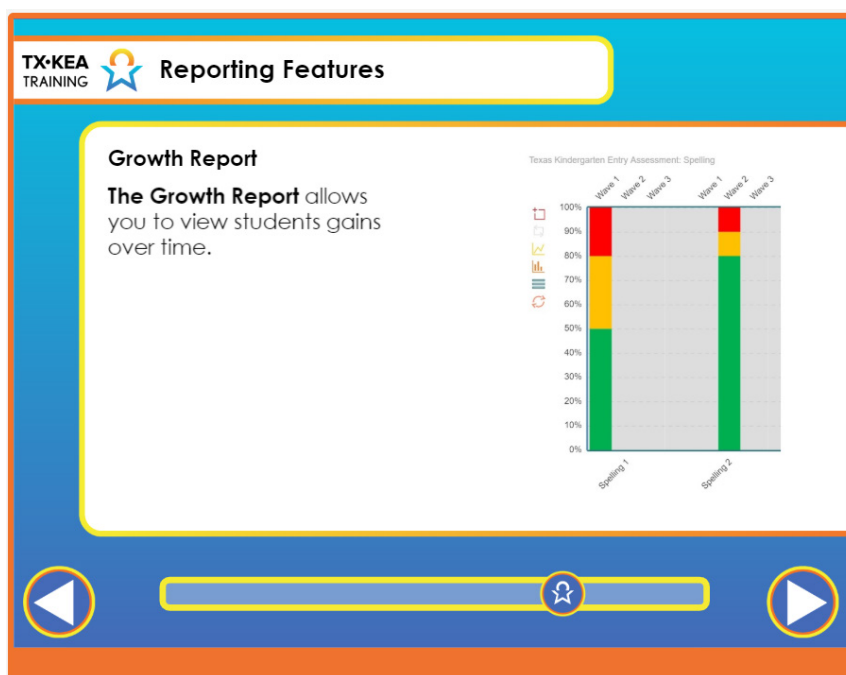 TX★KEA
TRAINING
Reporting Features
Growth Report
The Growth Report allows
you to view students gains
over time.
Texas Kindergarten Entry Assessment: Spelling
Wave 1 Wave 2 Wave 3 Wave 1 Wave 2 Wave 3
100%
90%
80%
70%
60%
50%
40%
30%
20%
10%
0%
Spelling 1 Spelling 2